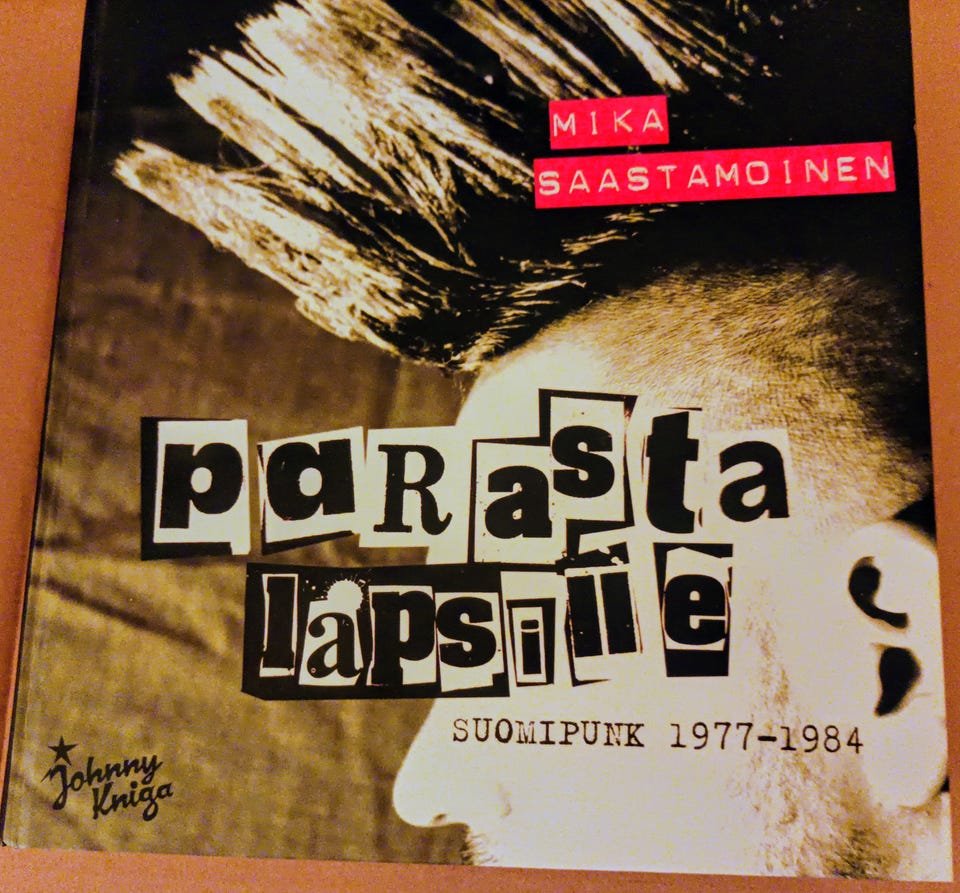 MIKA
SAASTAMOINEN
paRasta
lapsille
SUOMIPUNK 1977-1984
Johnny
Kniga